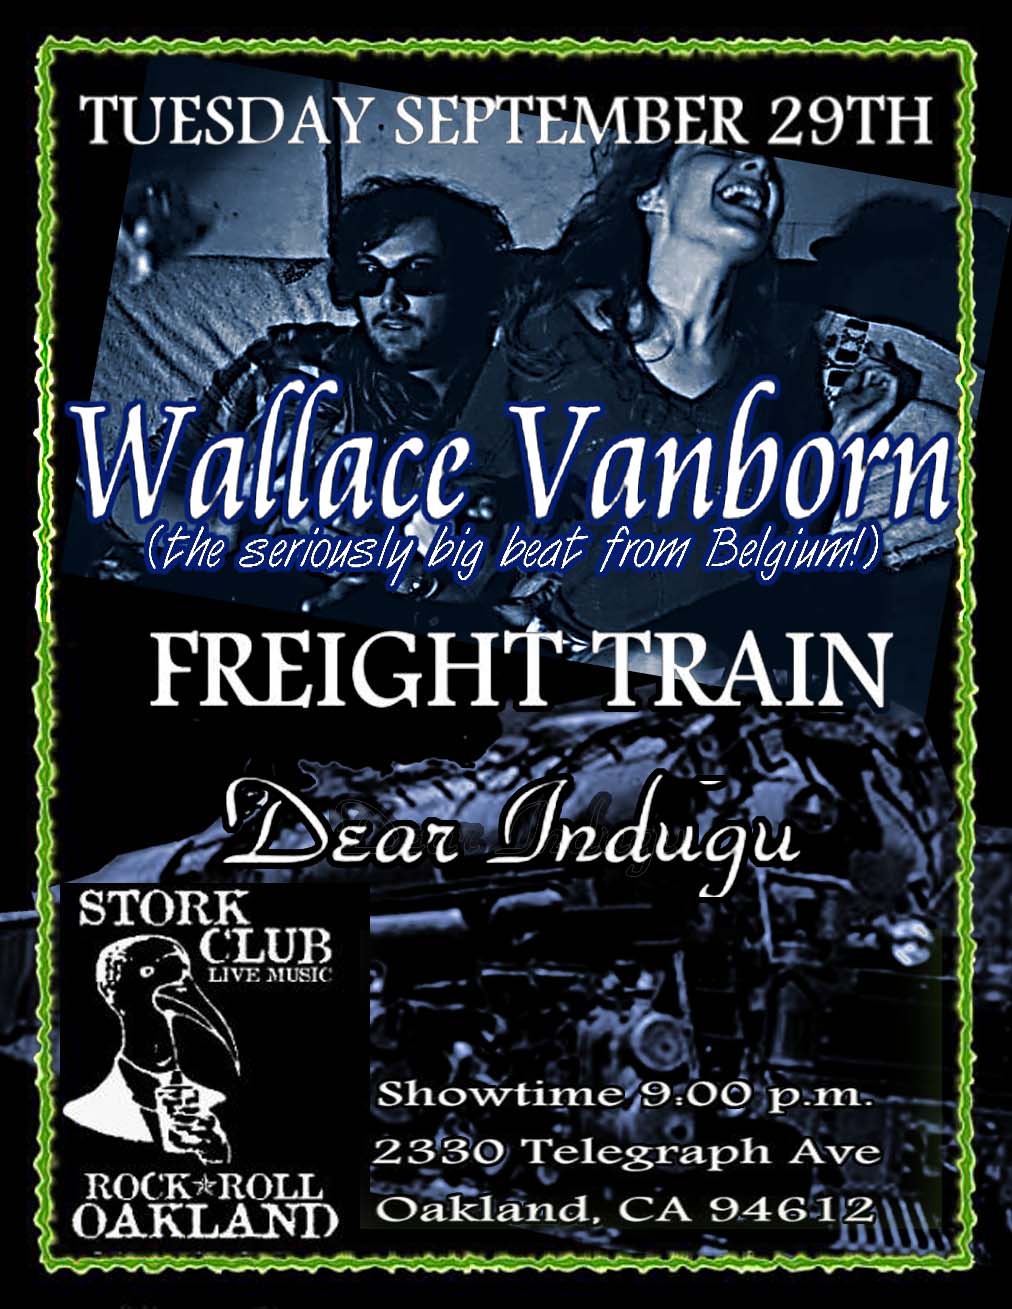 TUESDAY SEPTEMBER 29TH
Wallace Vanborn
(the seriously big beat from Belgium!)
FREIGHT TRAIN
Dear Indugu
STORK
CLUB
LIVE MUSIC
ROCK★ROLL
OAKLAND
Showtime 9:00 p.m.
2330 Telegraph Ave
Oakland, CA 94612